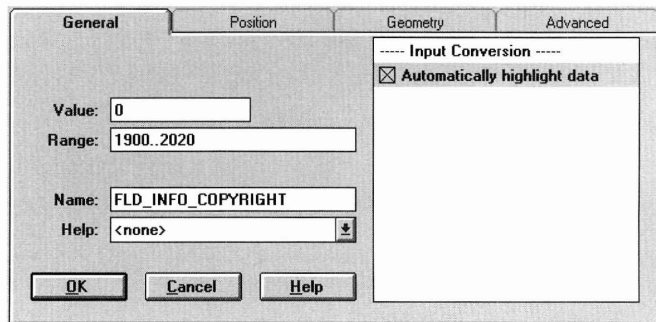 General Position Geometry Advanced
----- Input Conversion -----
Automatically highlight data
Value: 0
Range: 1900..2020
Name: FLD_INFO_COPYRIGHT
Help: <none>
OK Cancel Help